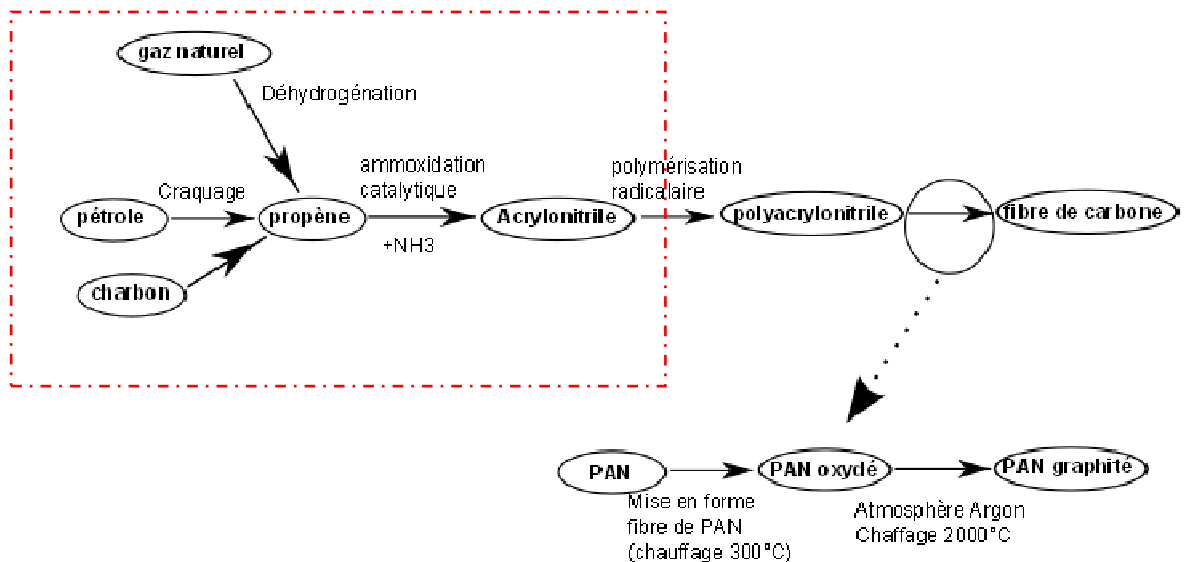 gaz naturel
Déhydrogénation
ammoxidation
catalytique
polymérisation
radicalaire
Craquage
pétrole
propène
Acrylonitrile
polyacrylonitrile
fibre de carbone
+NH3
charbon
PAN
PAN oxydé
PAN graphité
Mise en forme
fibre de PAN
(chauffage 300°C)
Atmosphère Argon
Chaffage 2000°C